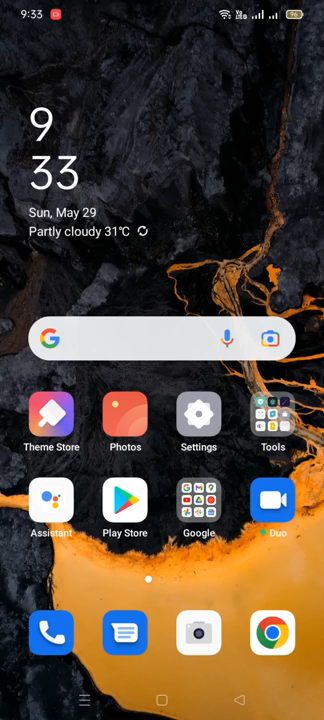 9:33
9
33
Sun, May 29
Partly cloudy 31°C
Theme Store
Photos
Settings
Tools
Assistant
Play Store
Google
Duo